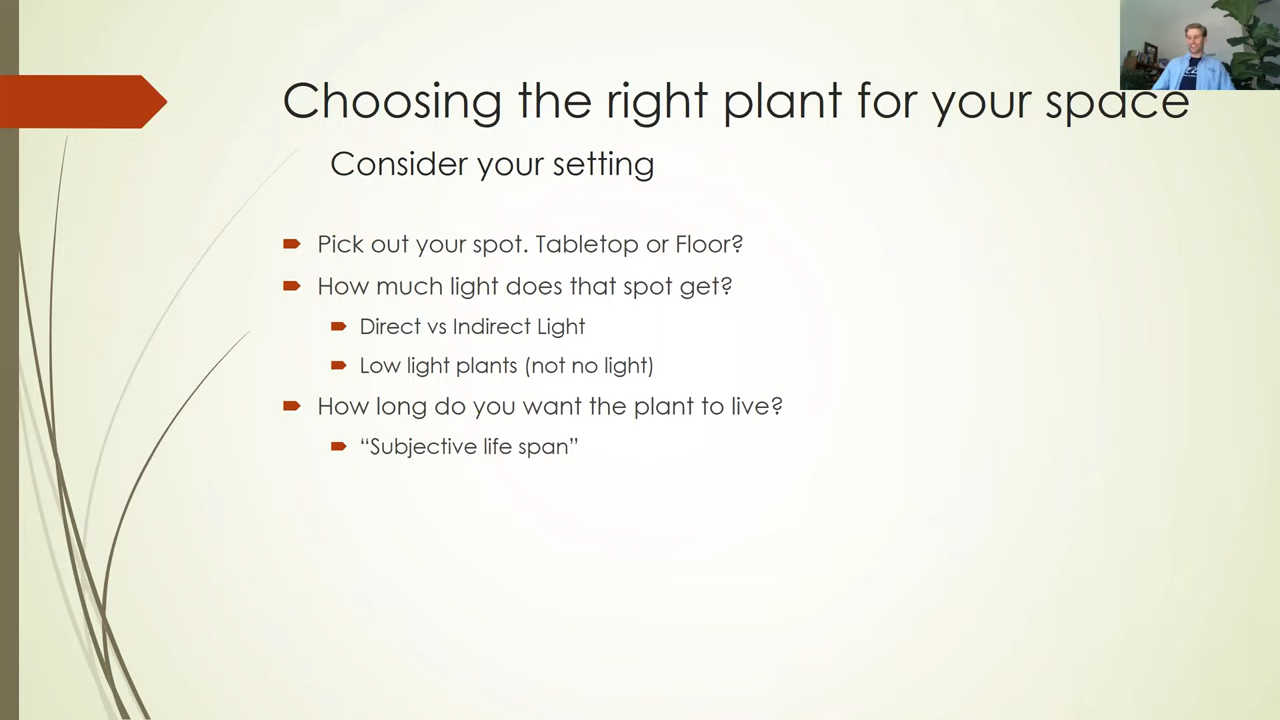 Choosing the right plant for your space
Consider your setting
Pick out your spot. Tabletop or Floor?
How much light does that spot get?
Direct vs Indirect Light
Low light plants (not no light)
How long do you want the plant to live?
“Subjective life span”